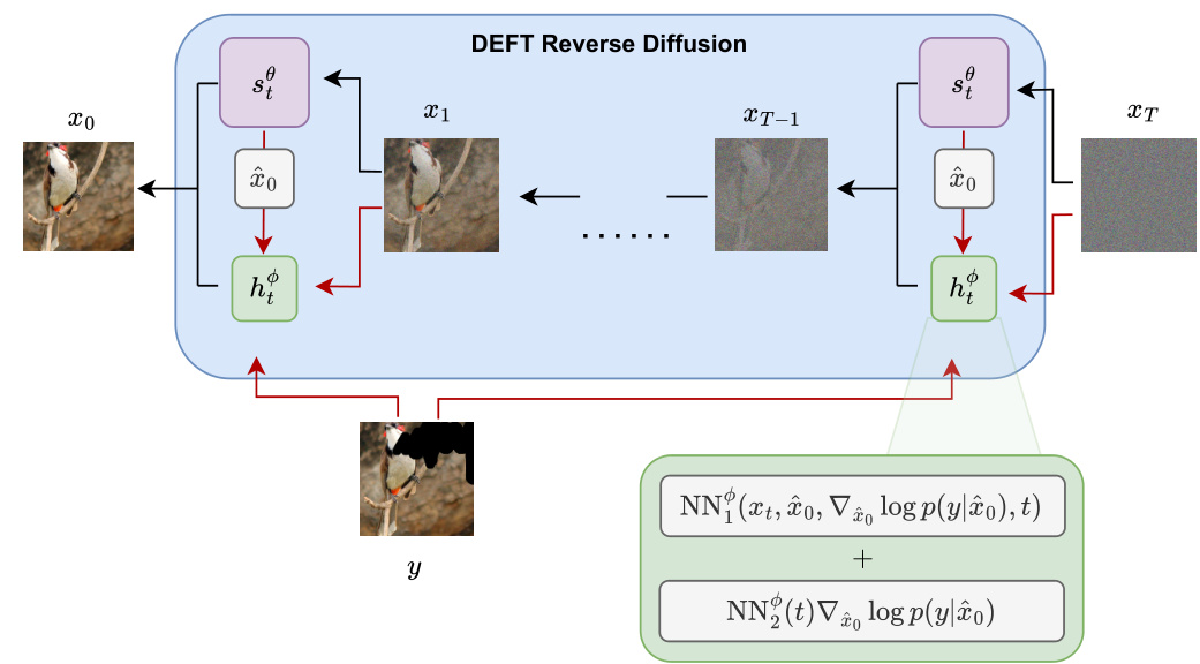 DEFT Reverse Diffusion
$x_0$
$s_t^\theta$
$\hat{x}_0$
$h_t^\phi$
$x_1$
......
$x_{T-1}$
$s_t^\theta$
$\hat{x}_0$
$h_t^\phi$
$x_T$
$y$
$\mathrm{NN}_1^\phi(x_t, \hat{x}_0, \nabla_{\hat{x}_0} \log p(y|\hat{x}_0), t)$
+
$\mathrm{NN}_2^\phi(t) \nabla_{\hat{x}_0} \log p(y|\hat{x}_0)$